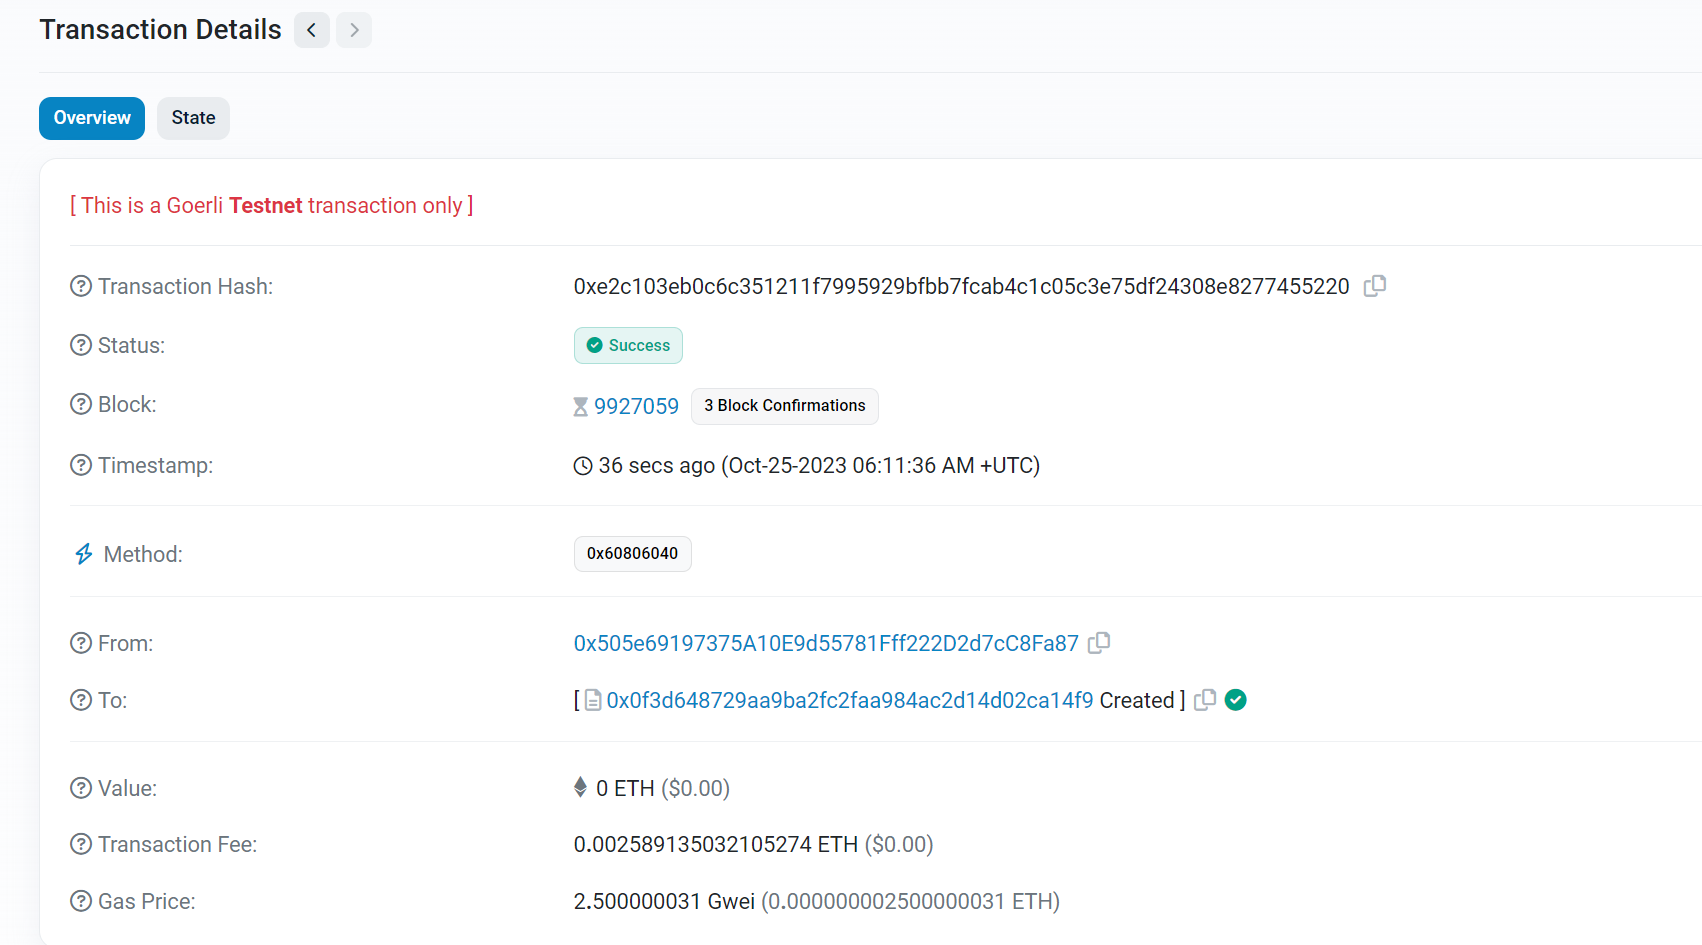 Transaction Details
Overview State
[ This is a Goerli Testnet transaction only ]
Transaction Hash: 0xe2c103eb0c6c351211f7995929bfbb7fcab4c1c05c3e75df24308e8277455220
Status: Success
Block: 9927059 3 Block Confirmations
Timestamp: 36 secs ago (Oct-25-2023 06:11:36 AM +UTC)
Method: 0x60806040
From: 0x505e69197375A10E9d55781Fff222D2d7cC8Fa87
To: [ 0x0f3d648729aa9ba2fc2faa984ac2d14d02ca14f9 Created ]
Value: 0 ETH ($0.00)
Transaction Fee: 0.002589135032105274 ETH ($0.00)
Gas Price: 2.500000031 Gwei (0.000000002500000031 ETH)